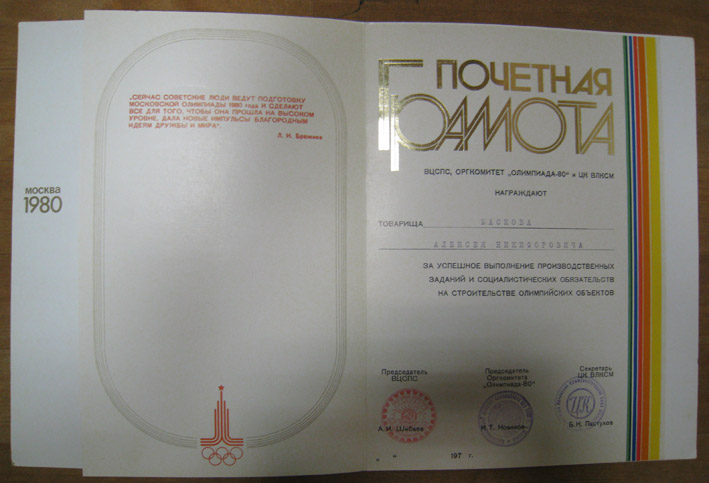 МОСКВА
1980
„СЕЙЧАС СОВЕТСКИЕ ЛЮДИ ВЕДУТ ПОДГОТОВКУ
МОСКОВСКОЙ ОЛИМПИАДЫ 1980 года И СДЕЛАЮТ
ВСЕ ДЛЯ ТОГО, ЧТОБЫ ОНА ПРОШЛА НА ВЫСОКОМ
УРОВНЕ, ДАЛА НОВЫЕ ИМПУЛЬСЫ БЛАГОРОДНЫМ
ИДЕЯМ ДРУЖБЫ И МИРА".
Л. И. Брежнев
ПОЧЕТНАЯ
ГРАМОТА
ВЦСПС, ОРГКОМИТЕТ „ОЛИМПИАДА-80" и ЦК ВЛКСМ
НАГРАЖДАЮТ
ТОВАРИЩА
АЛЕКСЕЯ НИКИФОРОВИЧА
ЗА УСПЕШНОЕ ВЫПОЛНЕНИЕ ПРОИЗВОДСТВЕННЫХ
ЗАДАНИЙ И СОЦИАЛИСТИЧЕСКИХ ОБЯЗАТЕЛЬСТВ
НА СТРОИТЕЛЬСТВЕ ОЛИМПИЙСКИХ ОБЪЕКТОВ
Председатель
ВЦСПС
А. И. Шибаев
Председатель
Оргкомитета
„Олимпиада-80"
И. Т. Новиков
Секретарь
ЦК ВЛКСМ
ЦК
Б. Н. Пастухов
„ " 197 г.